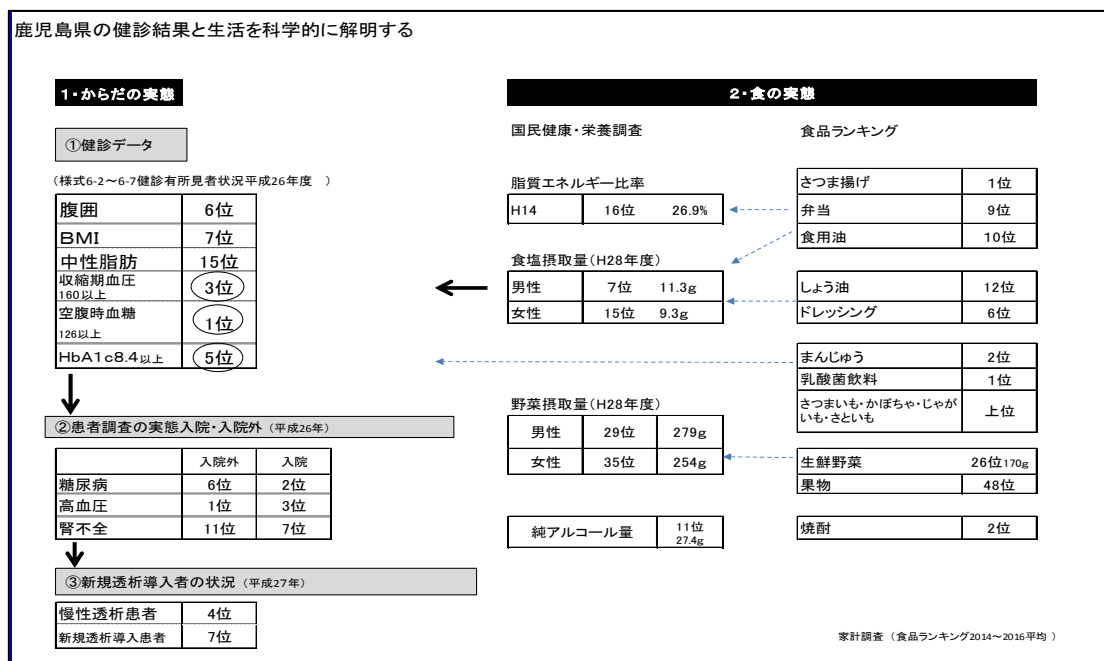 鹿児島県の健診結果と生活を科学的に解明する
1・からだの実態
①健診データ
（様式6-2～6-7健診有所見者状況平成26年度　）
腹囲 6位
BMI 7位
中性脂肪 15位
収縮期血圧
160以上 3位
空腹時血糖
126以上 1位
HbA1c8.4以上 5位
②患者調査の実態入院・入院外（平成26年）
入院外 入院
糖尿病 6位 2位
高血圧 1位 3位
腎不全 11位 7位
③新規透析導入者の状況（平成27年）
慢性透析患者 4位
新規透析導入患者 7位
2・食の実態
国民健康・栄養調査
脂質エネルギー比率
H14 16位 26.9%
食塩摂取量（H28年度）
男性 7位 11.3g
女性 15位 9.3g
野菜摂取量（H28年度）
男性 29位 279g
女性 35位 254g
純アルコール量 11位
27.4g
食品ランキング
さつま揚げ 1位
弁当 9位
食用油 10位
しょう油 12位
ドレッシング 6位
まんじゅう 2位
乳酸菌飲料 1位
さつまいも・かぼちゃ・じゃが
いも・さといも 上位
生鮮野菜 26位170g
果物 48位
焼酎 2位
家計調査（食品ランキング2014～2016平均 ）